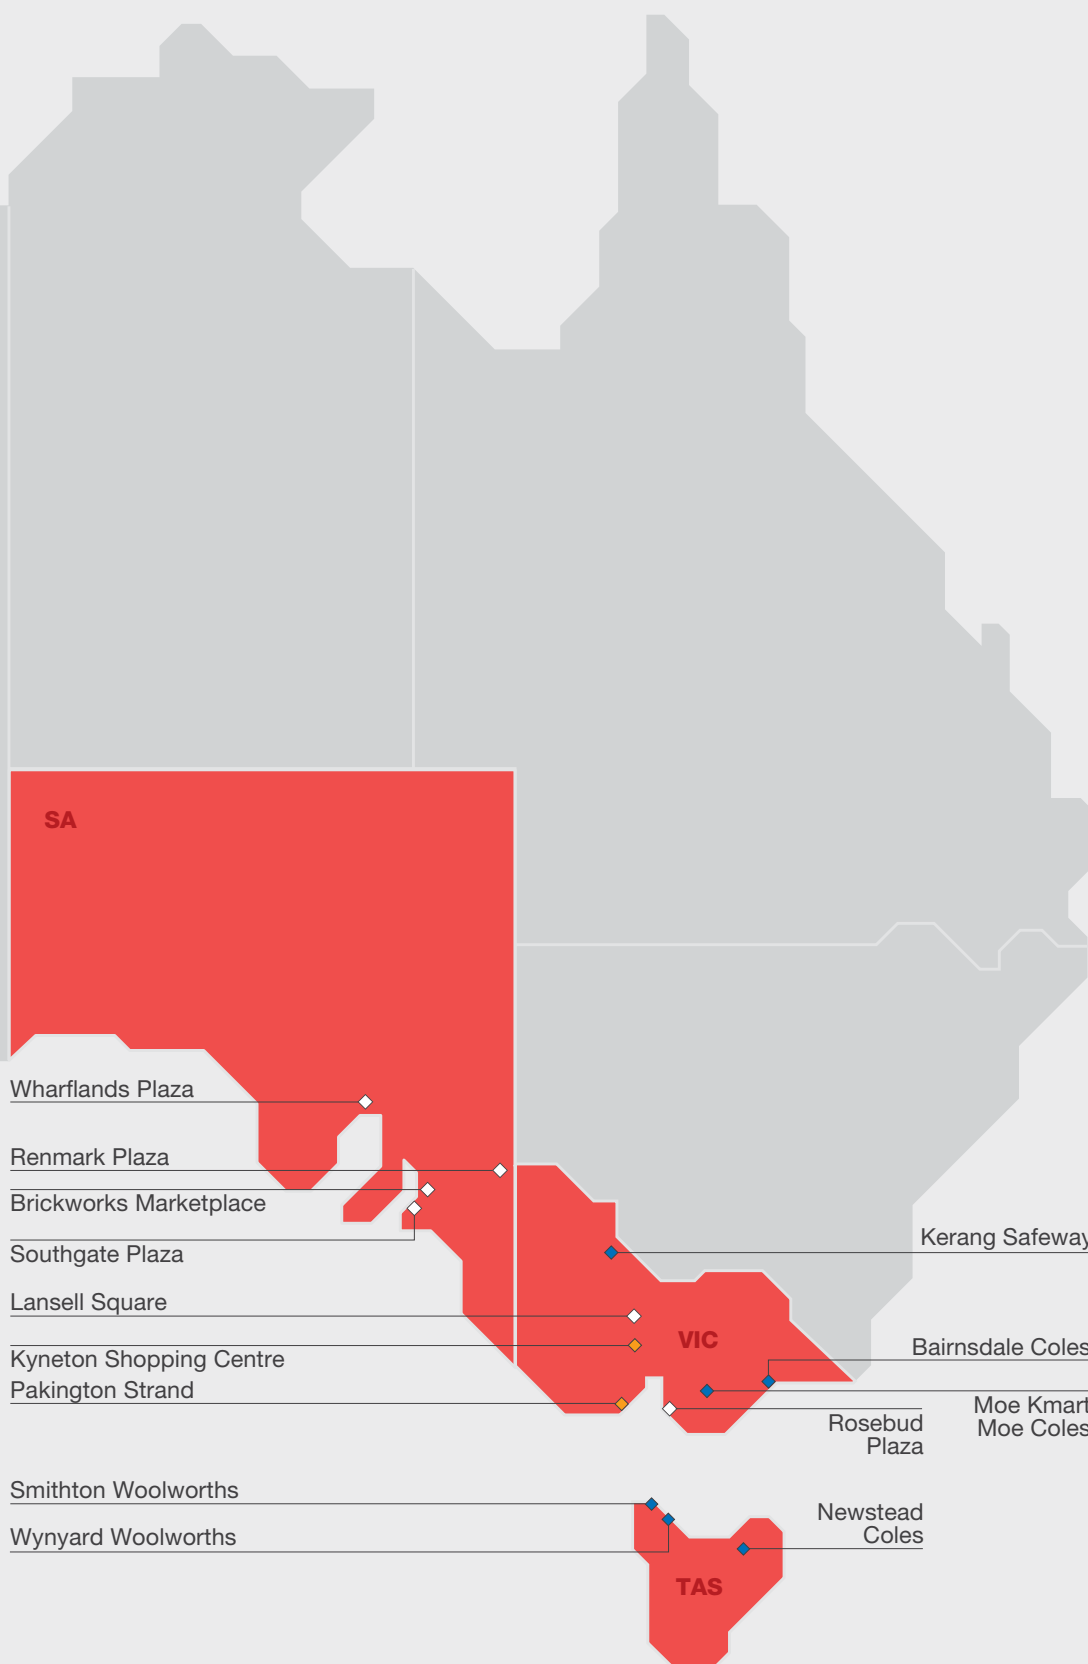 SA
Wharflands Plaza
Renmark Plaza
Brickworks Marketplace
Southgate Plaza
Kerang Safeway
Lansell Square
VIC
Bairnsdale Coles
Kyneton Shopping Centre
Pakington Strand
Moe Kmart
Moe Coles
Rosebud
Plaza
Smithton Woolworths
Newstead
Coles
Wynyard Woolworths
TAS